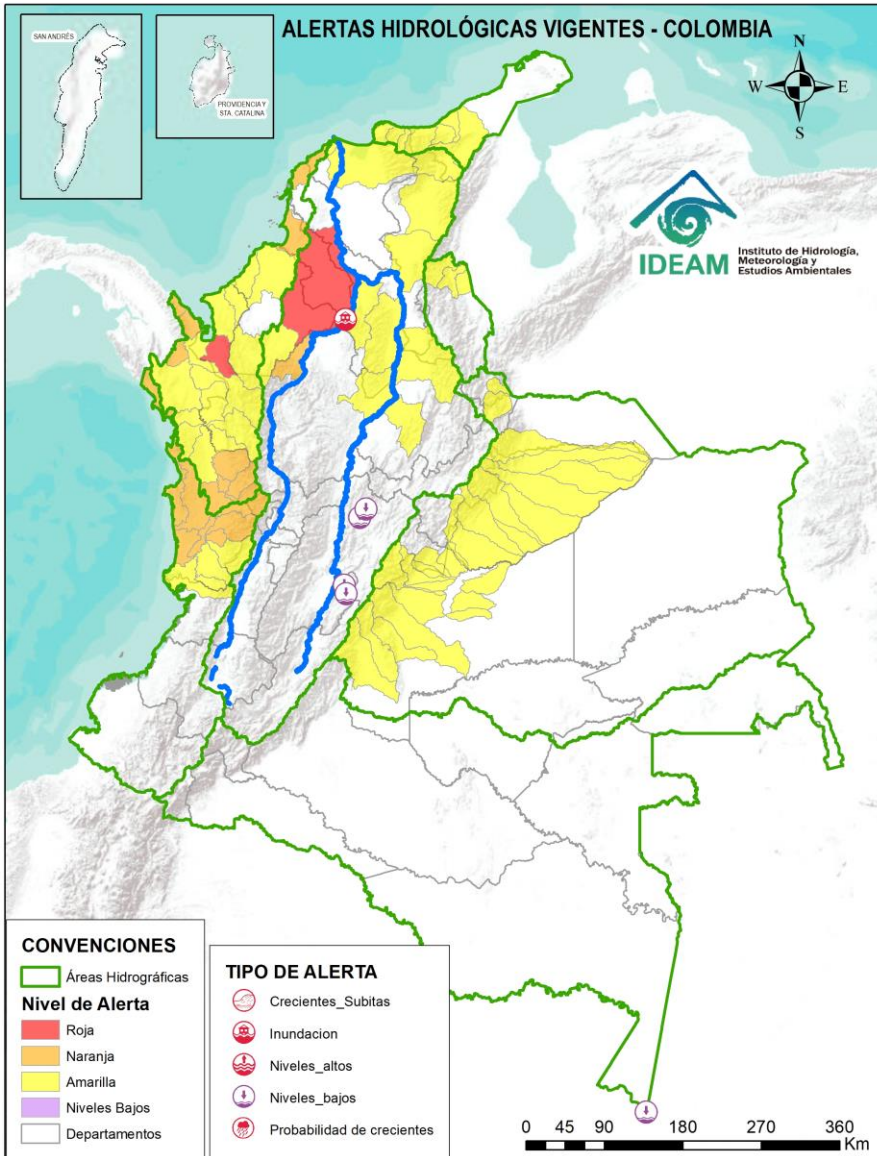 ALERTAS HIDROLÓGICAS VIGENTES - COLOMBIA
SAN ANDRÉS
PROVIDENCIA Y
STA. CATALINA
N
W
E
S
IDEAM
Instituto de Hidrología,
Meteorología y
Estudios Ambientales
CONVENCIONES
Áreas Hidrográficas
Nivel de Alerta
Roja
Naranja
Amarilla
Niveles Bajos
Departamentos
TIPO DE ALERTA
Crecientes_Subitas
Inundacion
Niveles_altos
Niveles_bajos
Probabilidad de crecientes
0 45 90 180 270 360
Km